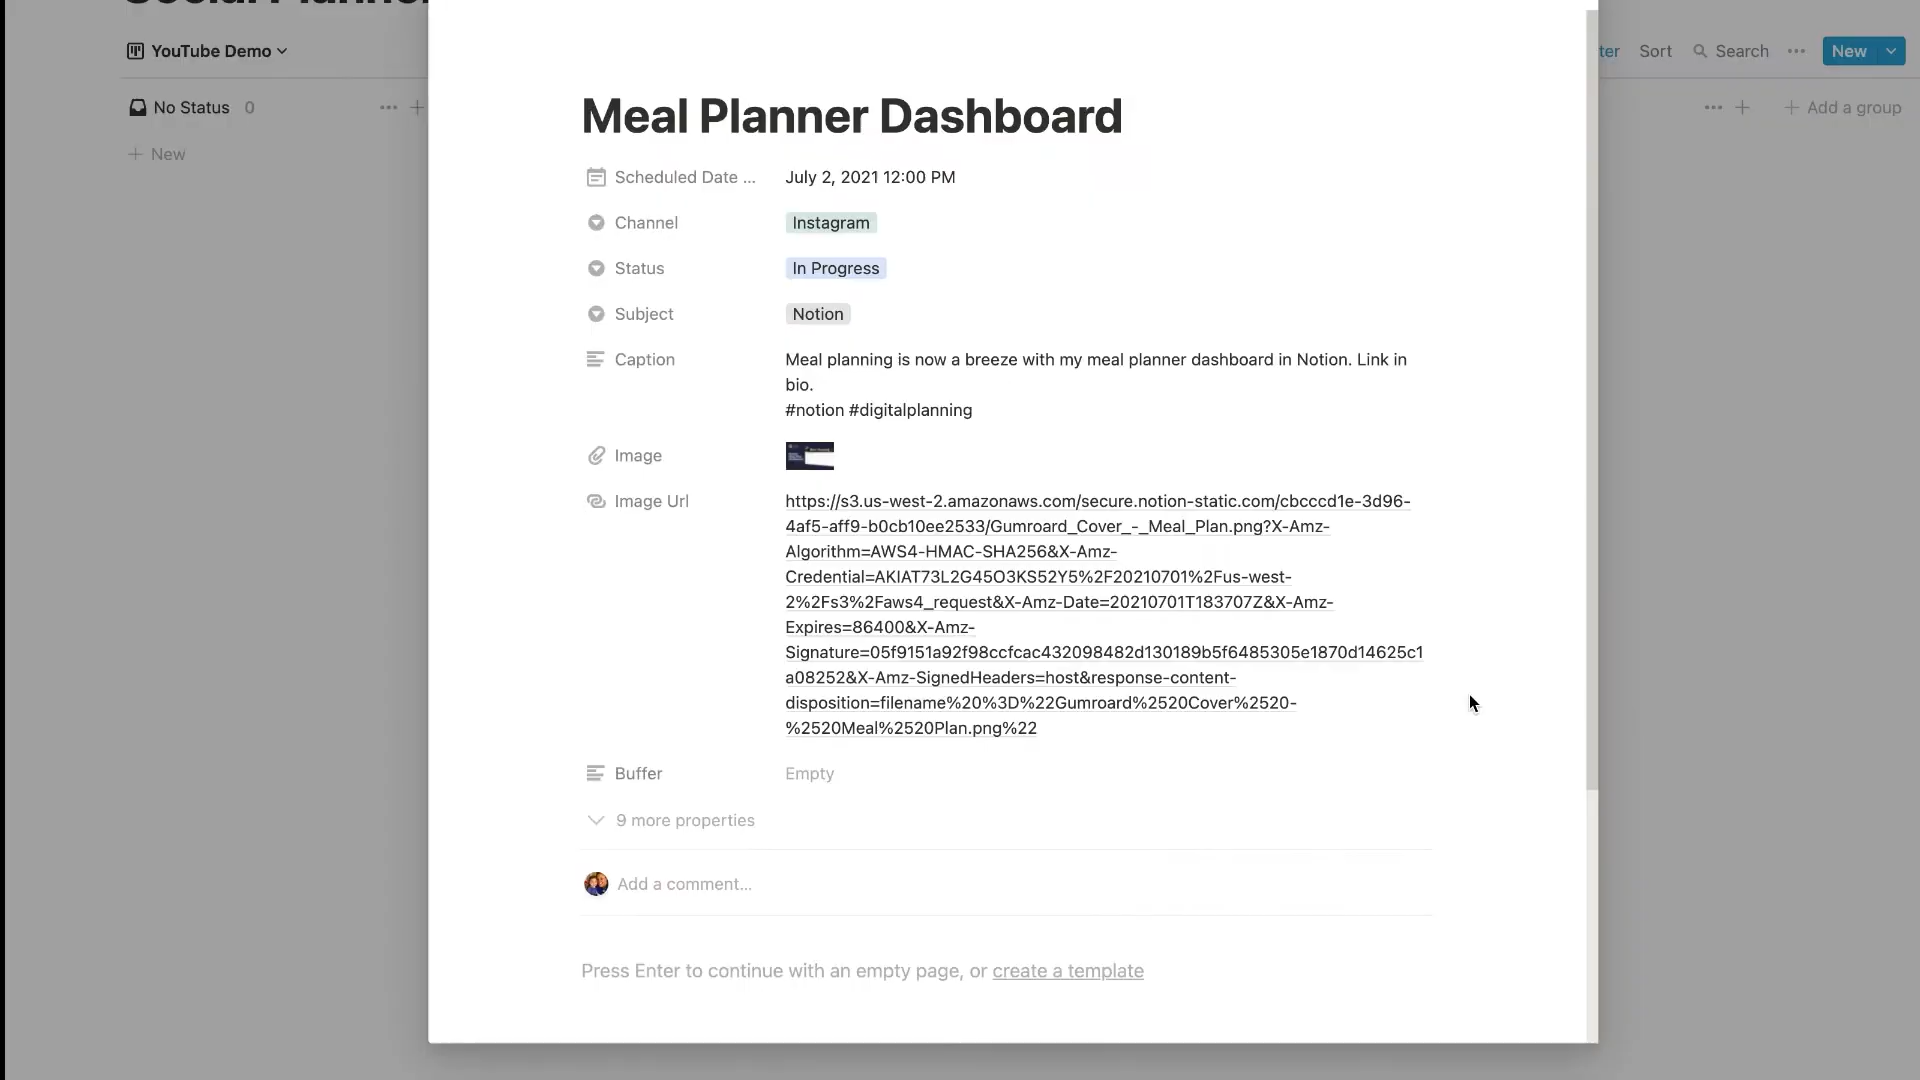 YouTube Demo
ter Sort Search New
No Status 0
Add a group
New
Meal Planner Dashboard
Scheduled Date ... July 2, 2021 12:00 PM
Channel Instagram
Status In Progress
Subject Notion
Caption Meal planning is now a breeze with my meal planner dashboard in Notion. Link in
bio.
#notion #digitalplanning
Image
Image Url https://s3.us-west-2.amazonaws.com/secure.notion-static.com/cbcccd1e-3d96-
4af5-aff9-b0cb10ee2533/Gumroard_Cover_-_Meal_Plan.png?X-Amz-
Algorithm=AWS4-HMAC-SHA256&X-Amz-
Credential=AKIAT73L2G45O3KS52Y5%2F20210701%2Fus-west-
2%2Fs3%2Faws4_request&X-Amz-Date=20210701T183707Z&X-Amz-
Expires=86400&X-Amz-
Signature=05f9151a92f98ccfcac432098482d130189b5f6485305e1870d14625c1
a08252&X-Amz-SignedHeaders=host&response-content-
disposition=filename%20%3D%22Gumroard%2520Cover%2520-
%2520Meal%2520Plan.png%22
Buffer Empty
9 more properties
Add a comment...
Press Enter to continue with an empty page, or create a template